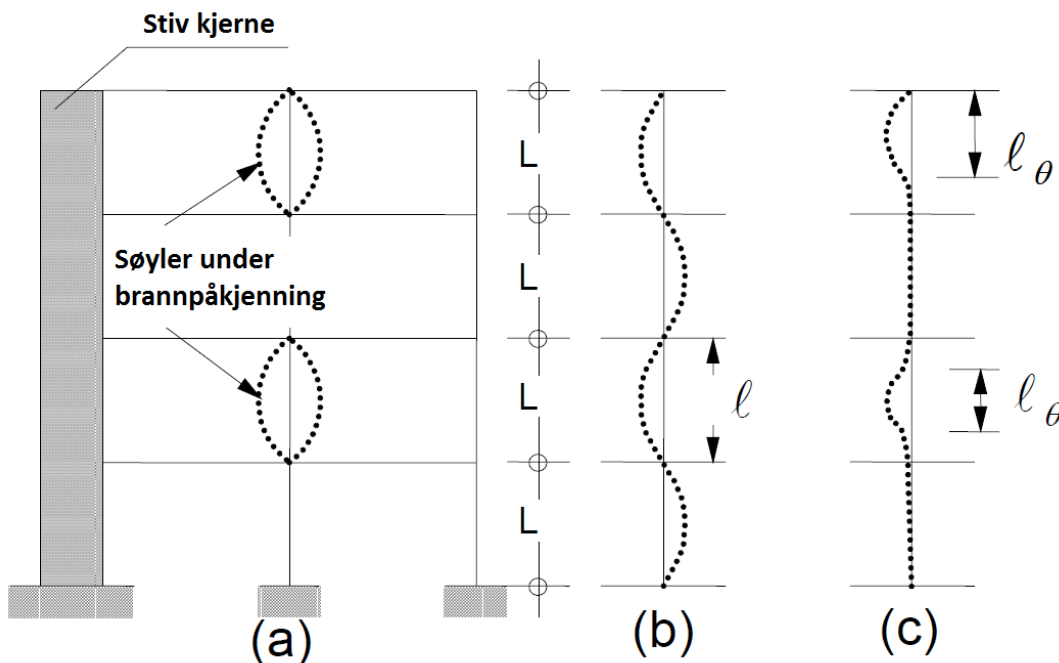 Stiv kjerne
Søyler under
brannpåkjenning
L
L
L
L
ℓ
ℓ θ
ℓ θ
(a)
(b)
(c)